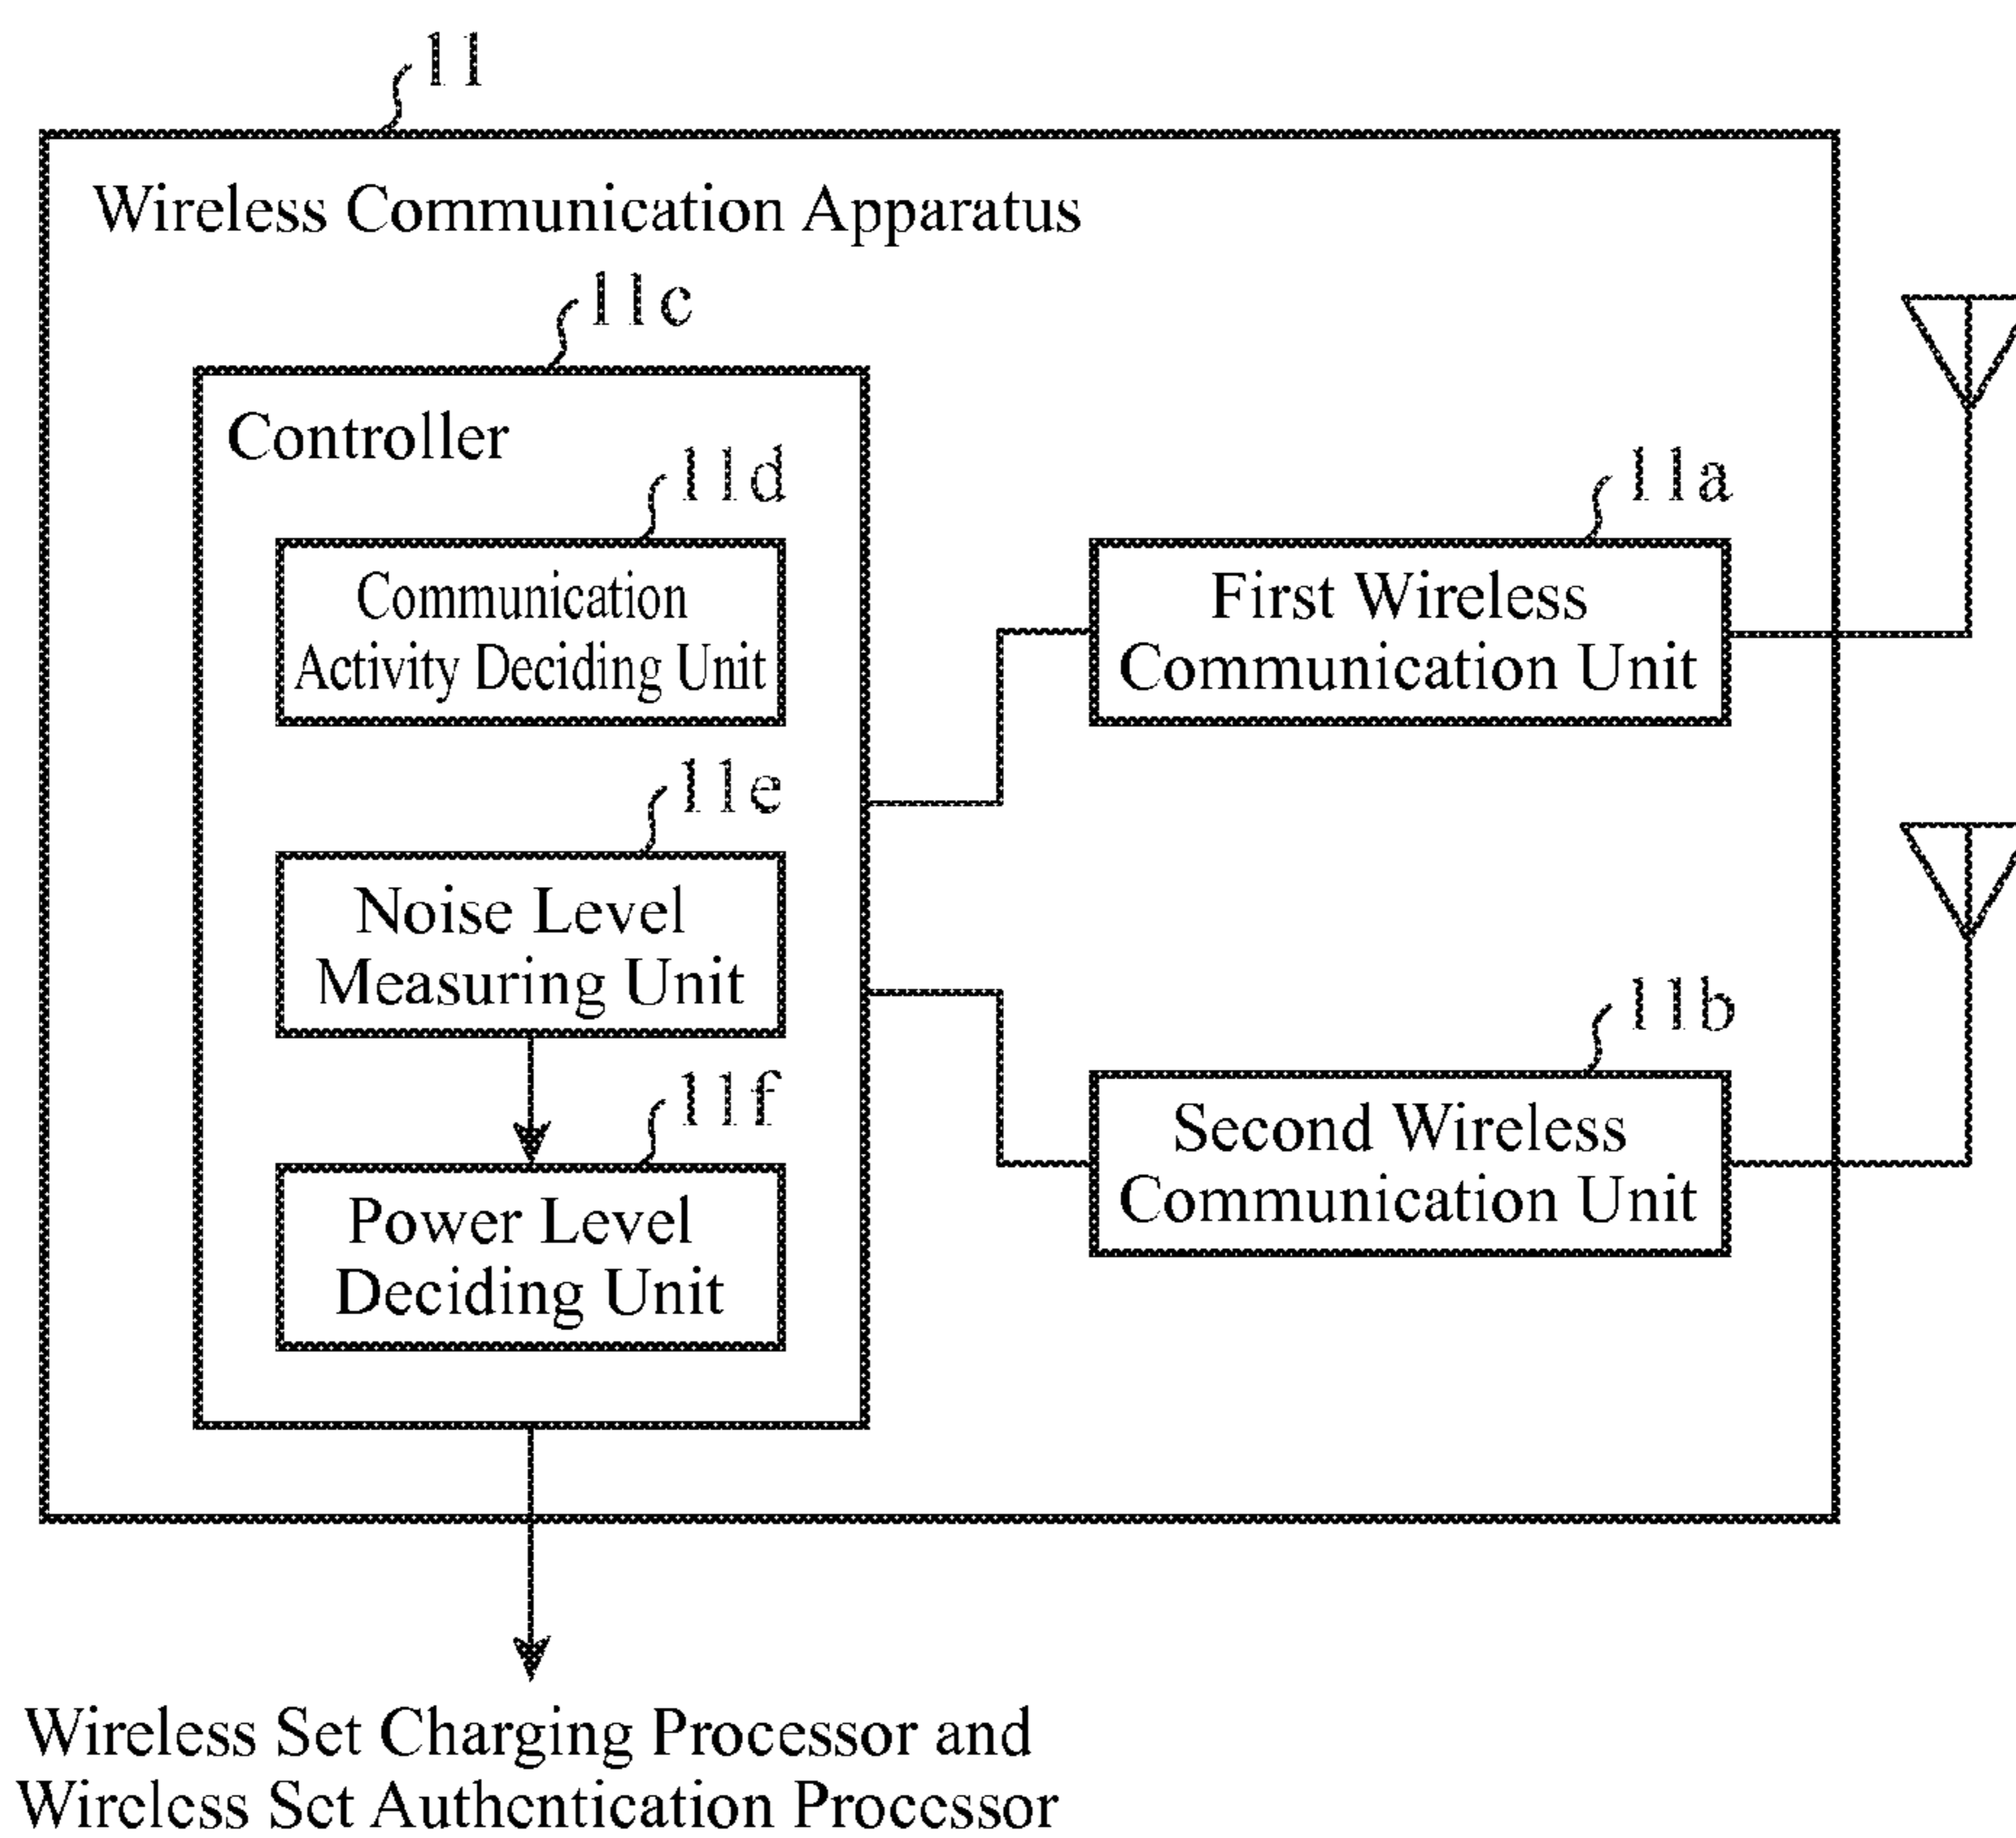 11
Wireless Communication Apparatus
11c
Controller
11d
Communication
Activity Deciding Unit
11e
Noise Level
Measuring Unit
11f
Power Level
Deciding Unit
11a
First Wireless
Communication Unit
11b
Second Wireless
Communication Unit
Wireless Set Charging Processor and
Wireless Set Authentication Processor